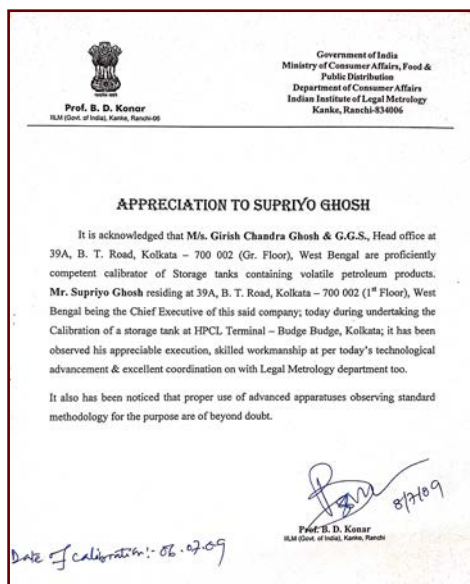 Prof. B. D. Konar
IILM (Govt. of India), Kanke, Ranchi-06
Government of India
Ministry of Consumer Affairs, Food &
Public Distribution
Department of Consumer Affairs
Indian Institute of Legal Metrology
Kanke, Ranchi-834006
APPRECIATION TO SUPRIYO GHOSH
It is acknowledged that M/s. Girish Chandra Ghosh & G.G.S., Head office at
39A, B. T. Road, Kolkata – 700 002 (Gr. Floor), West Bengal are proficiently
competent calibrator of Storage tanks containing volatile petroleum products.
Mr. Supriyo Ghosh residing at 39A, B. T. Road, Kolkata – 700 002 (1st Floor), West
Bengal being the Chief Executive of this said company; today during undertaking the
Calibration of a storage tank at HPCL Terminal – Budge Budge, Kolkata; it has been
observed his appreciable execution, skilled workmanship at per today's technological
advancement & excellent coordination on with Legal Metrology department too.
It also has been noticed that proper use of advanced apparatuses observing standard
methodology for the purpose are of beyond doubt.
8/7/09
Prof. B. D. Konar
IILM (Govt. of India), Kanke, Ranchi
Date of calibration:- 06.07.09